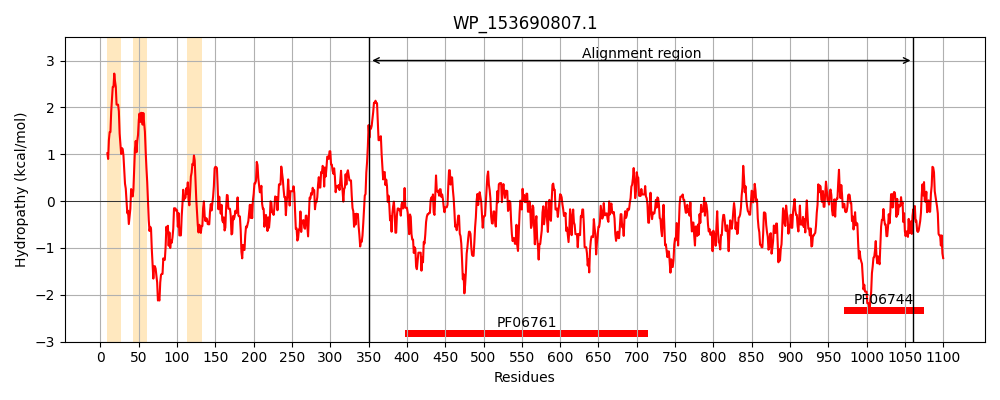 WP_153690807.1
Alignment region
Hydropathy (kcal/mol)
3
2
1
0
−1
−2
−3
PF06744
PF06761
0 50 100 150 200 250 300 350 400 450 500 550 600 650 700 750 800 850 900 950 1000 1050 1100
Residues